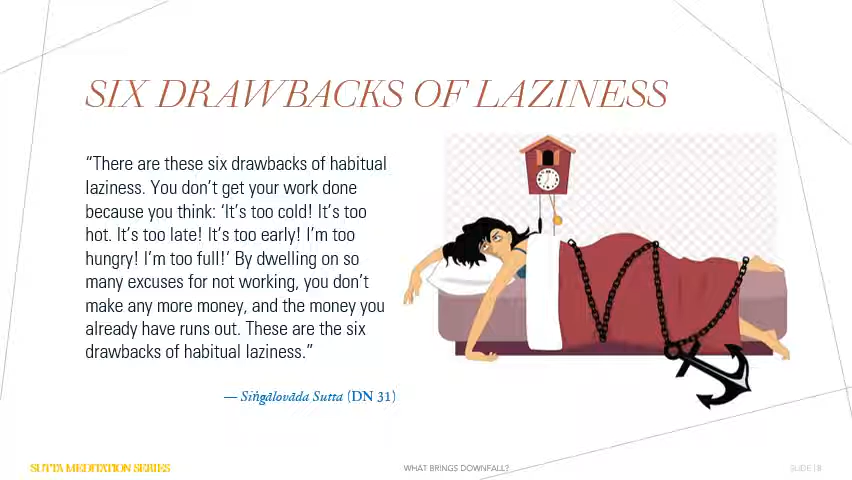 SIX DRAWBACKS OF LAZINESS
“There are these six drawbacks of habitual
laziness. You don’t get your work done
because you think: ‘It’s too cold! It’s too
hot. It’s too late! It’s too early! I’m too
hungry! I’m too full!’ By dwelling on so
many excuses for not working, you don’t
make any more money, and the money you
already have runs out. These are the six
drawbacks of habitual laziness.”
— Siṅgālovāda Sutta (DN 31)
SUTTA MEDITATION SERIES
WHAT BRINGS DOWNFALL?
SLIDE | 8